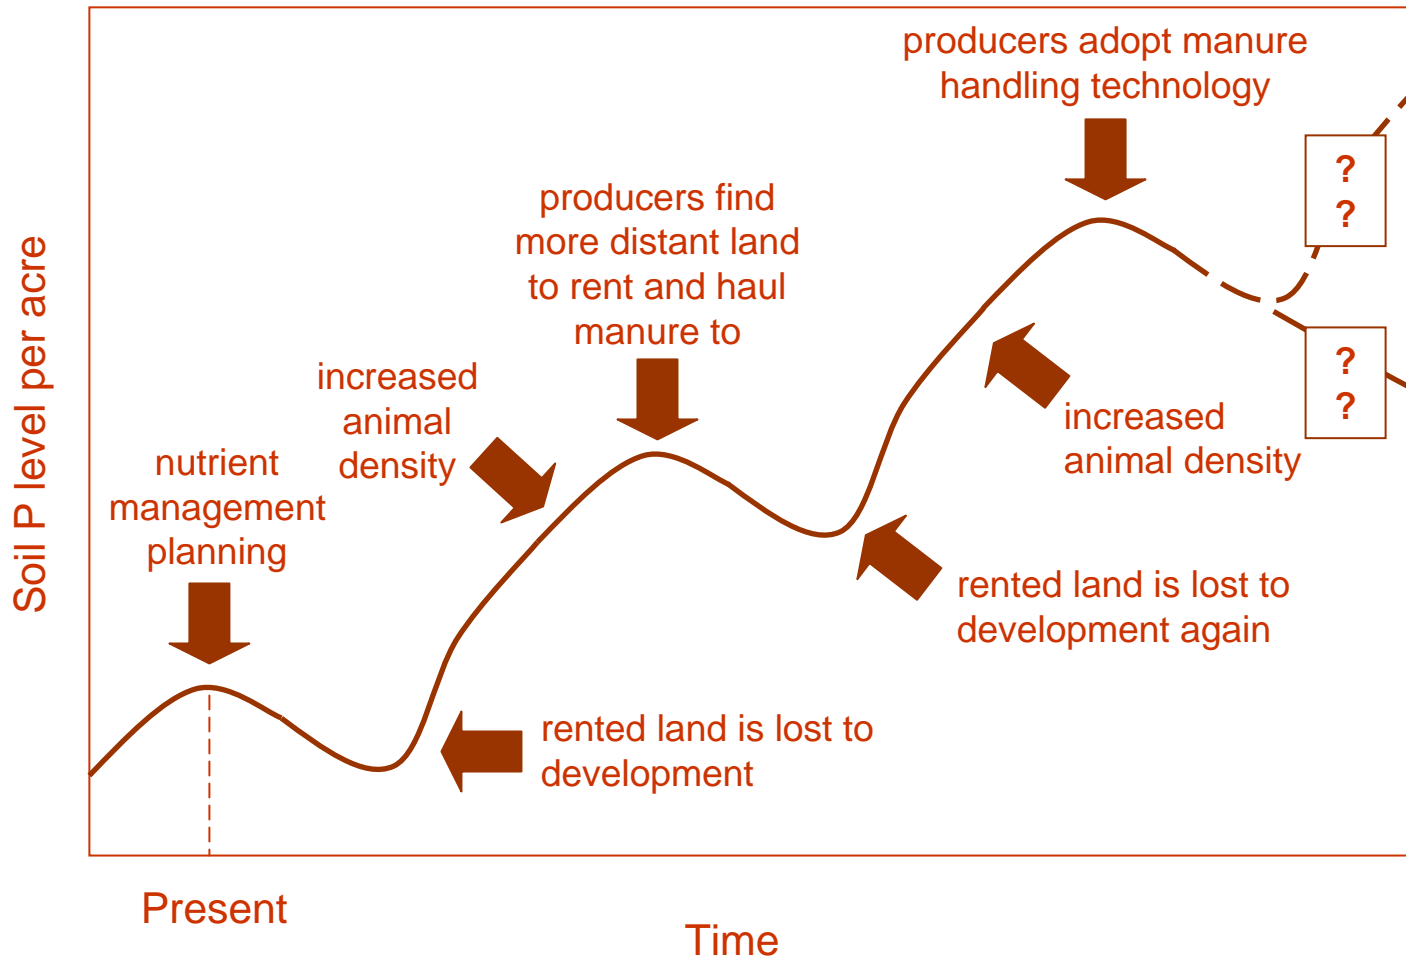 producers adopt manure
handling technology
?
?
producers find
more distant land
to rent and haul
manure to
?
?
increased
animal
density
increased
animal density
nutrient
management
planning
rented land is lost to
development again
rented land is lost to
development
Soil P level per acre
Present
Time